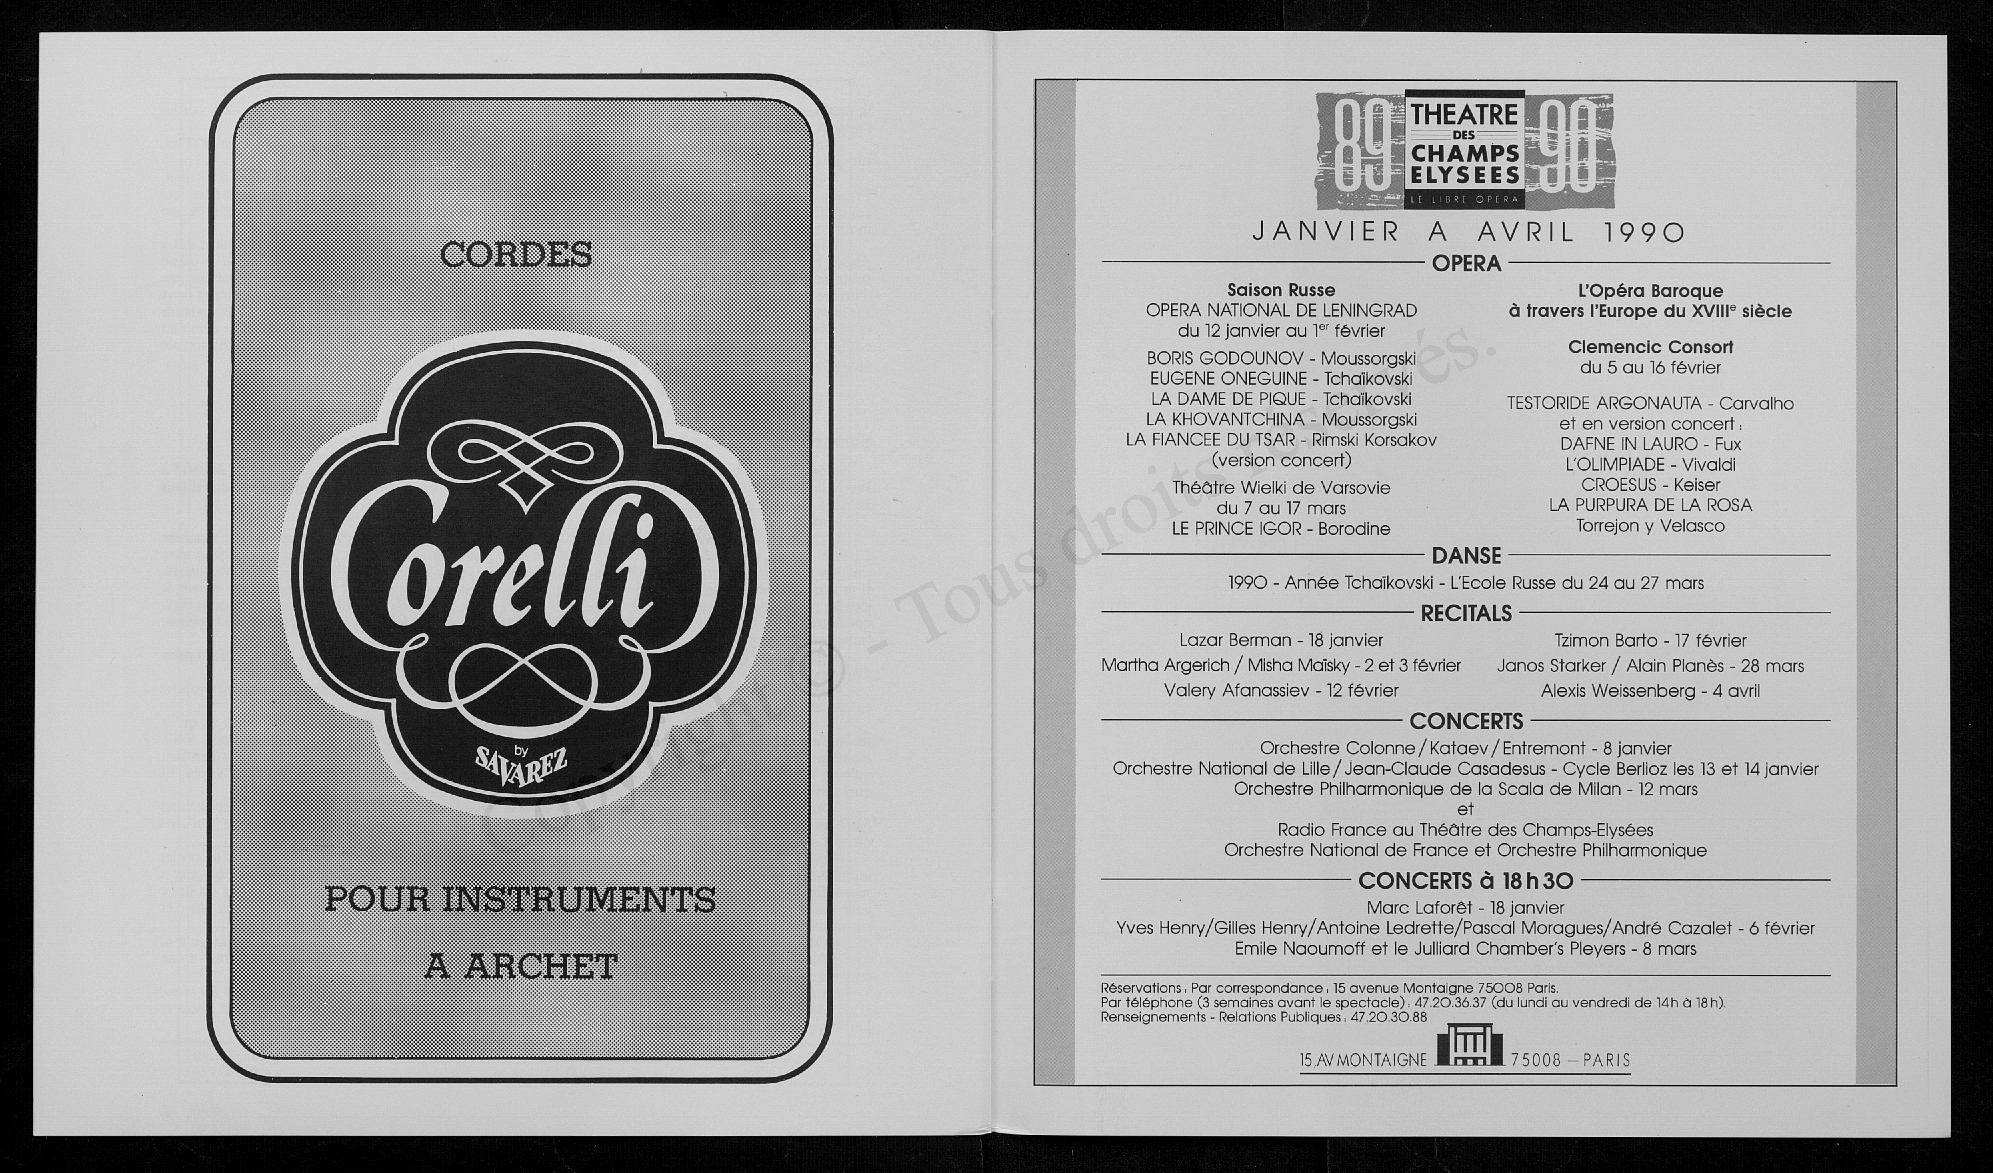 CORDES
Corelli
by
SAVAREZ
POUR INSTRUMENTS
A ARCHET
89 THEATRE DES CHAMPS ELYSEES 90
LE LIBRE OPERA
JANVIER A AVRIL 1990
OPERA
Saison Russe
OPERA NATIONAL DE LENINGRAD
du 12 janvier au 1er février
BORIS GODOUNOV - Moussorgski
EUGENE ONEGUINE - Tchaïkovski
LA DAME DE PIQUE - Tchaïkovski
LA KHOVANTCHINA - Moussorgski
LA FIANCEE DU TSAR - Rimski Korsakov
(version concert)
Théâtre Wielki de Varsovie
du 7 au 17 mars
LE PRINCE IGOR - Borodine
L'Opéra Baroque
à travers l'Europe du XVIIIe siècle
Clemencic Consort
du 5 au 16 février
TESTORIDE ARGONAUTA - Carvalho
et en version concert :
DAFNE IN LAURO - Fux
L'OLIMPIADE - Vivaldi
CROESUS - Keiser
LA PURPURA DE LA ROSA
Torrejon y Velasco
DANSE
1990 - Année Tchaïkovski - L'Ecole Russe du 24 au 27 mars
RECITALS
Lazar Berman - 18 janvier
Martha Argerich / Misha Maïsky - 2 et 3 février
Valery Afanassiev - 12 février
Tzimon Barto - 17 février
Janos Starker / Alain Planès - 28 mars
Alexis Weissenberg - 4 avril
CONCERTS
Orchestre Colonne / Kataev / Entremont - 8 janvier
Orchestre National de Lille / Jean-Claude Casadesus - Cycle Berlioz les 13 et 14 janvier
Orchestre Philharmonique de la Scala de Milan - 12 mars
et
Radio France au Théâtre des Champs-Elysées
Orchestre National de France et Orchestre Philharmonique
CONCERTS à 18 h 30
Marc Laforêt - 18 janvier
Yves Henry/Gilles Henry/Antoine Ledrette/Pascal Moragues/André Cazalet - 6 février
Emile Naoumoff et le Julliard Chamber's Pleyers - 8 mars
Réservations : Par correspondance : 15 avenue Montaigne 75008 Paris.
Par téléphone (3 semaines avant le spectacle) : 47.20.36.37 (du lundi au vendredi de 14h à 18h).
Renseignements - Relations Publiques : 47.20.30.88
15, AV MONTAIGNE 75008 — PARIS
© - Tous droits réservés.